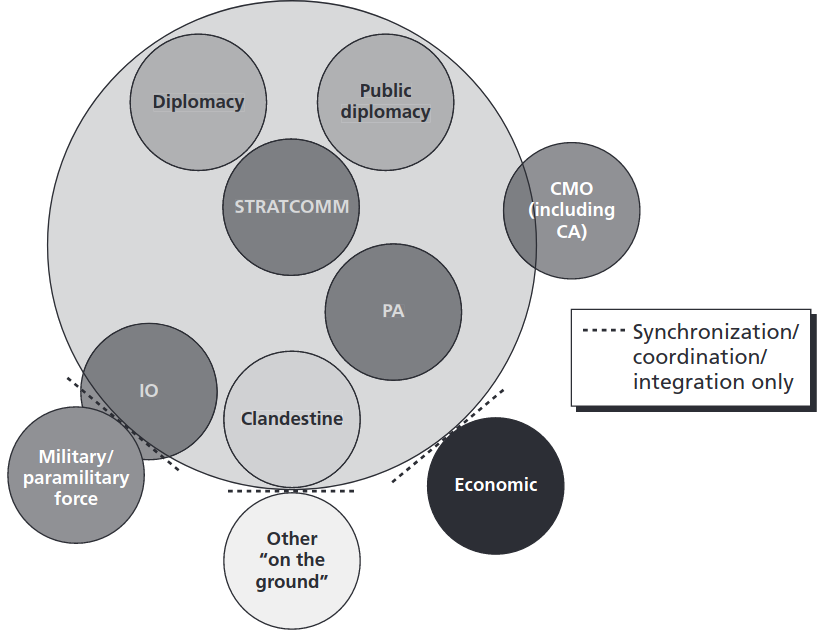 Diplomacy
Public
diplomacy
STRATCOMM
CMO
(including
CA)
PA
Synchronization/
coordination/
integration only
IO
Clandestine
Military/
paramilitary
force
Economic
Other
“on the
ground”